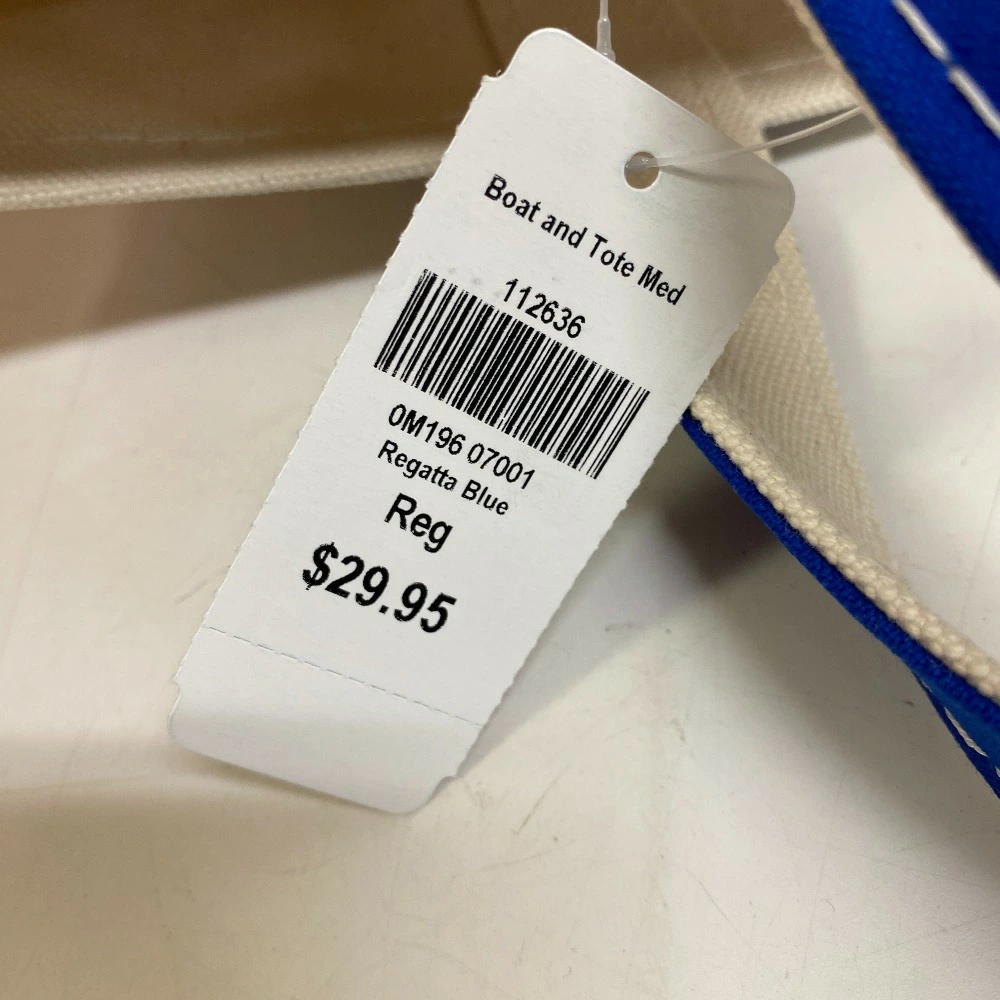 Boat and Tote Med
112636
0M196 07001
Regatta Blue
Reg
$29.95